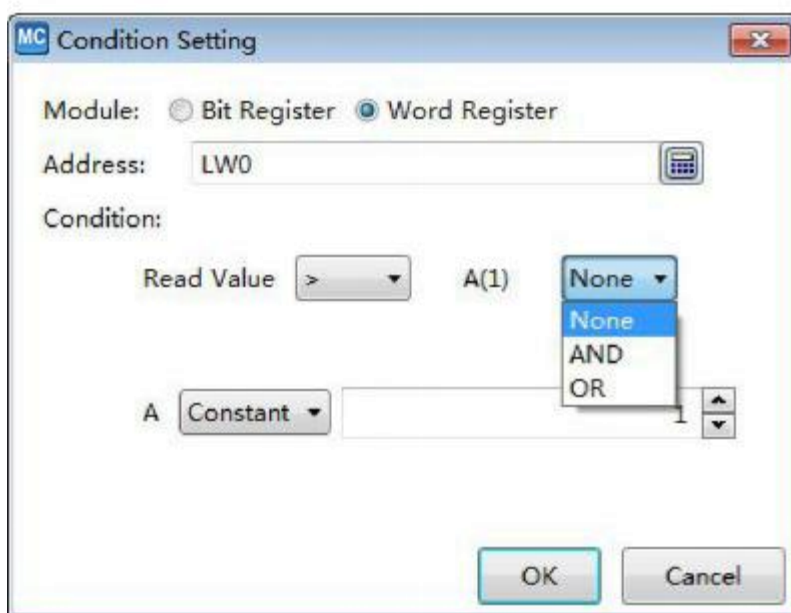 MC Condition Setting
Module: Bit Register Word Register
Address: LW0
Condition:
Read Value > A(1) None
None
AND
OR
A Constant 1
OK Cancel